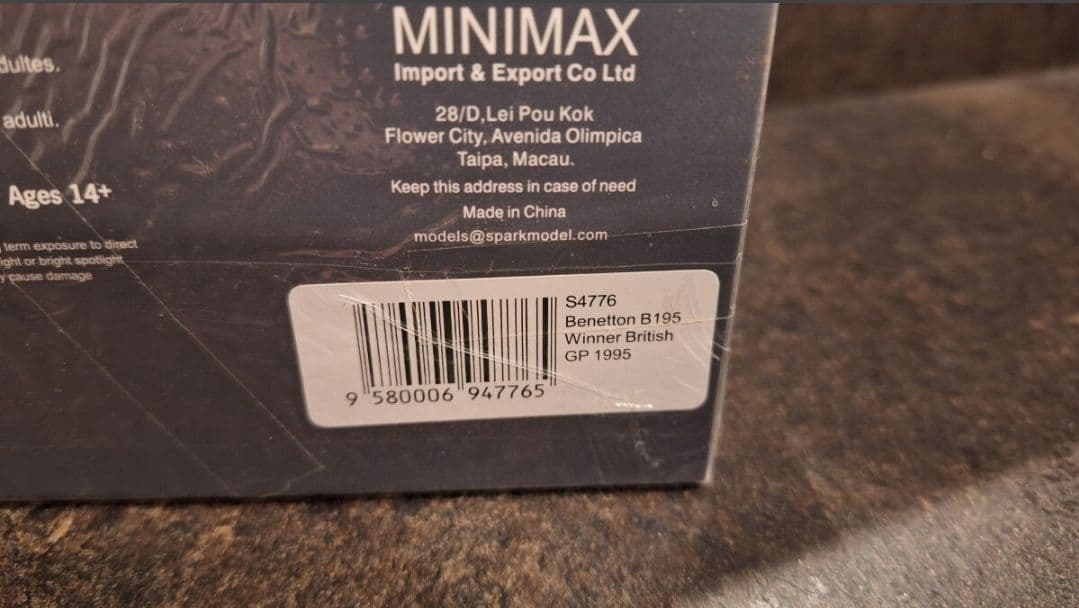 dultes.
adulti.
Ages 14+
term exposure to direct
ight or bright spotlight
y cause damage
MINIMAX
Import & Export Co Ltd
28/D,Lei Pou Kok
Flower City, Avenida Olimpica
Taipa, Macau.
Keep this address in case of need
Made in China
models@sparkmodel.com
S4776
Benetton B195
Winner British
GP 1995
9 580006 947765